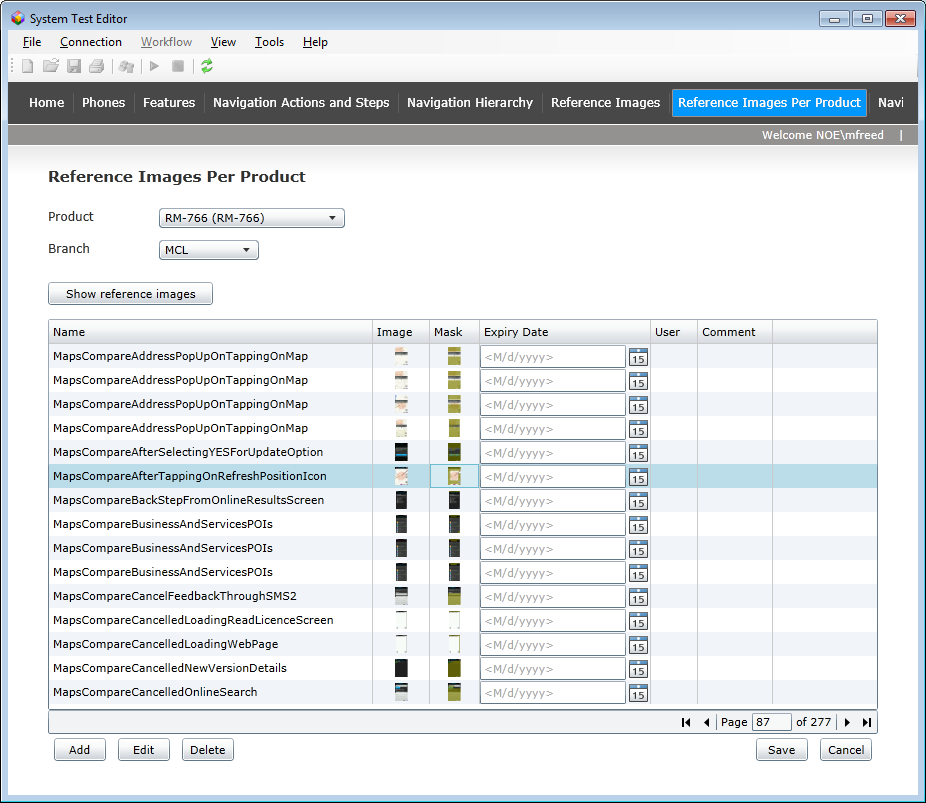 System Test Editor
File Connection Workflow View Tools Help
Home Phones Features Navigation Actions and Steps Navigation Hierarchy Reference Images Reference Images Per Product Navi
Welcome NOE\mfreed |
Reference Images Per Product
Product RM-766 (RM-766)
Branch MCL
Show reference images
Name Image Mask Expiry Date User Comment
MapsCompareAddressPopUpOnTappingOnMap <M/d/yyyy> 15
MapsCompareAddressPopUpOnTappingOnMap <M/d/yyyy> 15
MapsCompareAddressPopUpOnTappingOnMap <M/d/yyyy> 15
MapsCompareAddressPopUpOnTappingOnMap <M/d/yyyy> 15
MapsCompareAfterSelectingYESForUpdateOption <M/d/yyyy> 15
MapsCompareAfterTappingOnRefreshPositionIcon <M/d/yyyy> 15
MapsCompareBackStepFromOnlineResultsScreen <M/d/yyyy> 15
MapsCompareBusinessAndServicesPOIs <M/d/yyyy> 15
MapsCompareBusinessAndServicesPOIs <M/d/yyyy> 15
MapsCompareBusinessAndServicesPOIs <M/d/yyyy> 15
MapsCompareCancelFeedbackThroughSMS2 <M/d/yyyy> 15
MapsCompareCancelledLoadingReadLicenceScreen <M/d/yyyy> 15
MapsCompareCancelledLoadingWebPage <M/d/yyyy> 15
MapsCompareCancelledNewVersionDetails <M/d/yyyy> 15
MapsCompareCancelledOnlineSearch <M/d/yyyy> 15
Page 87 of 277
Add Edit Delete Save Cancel